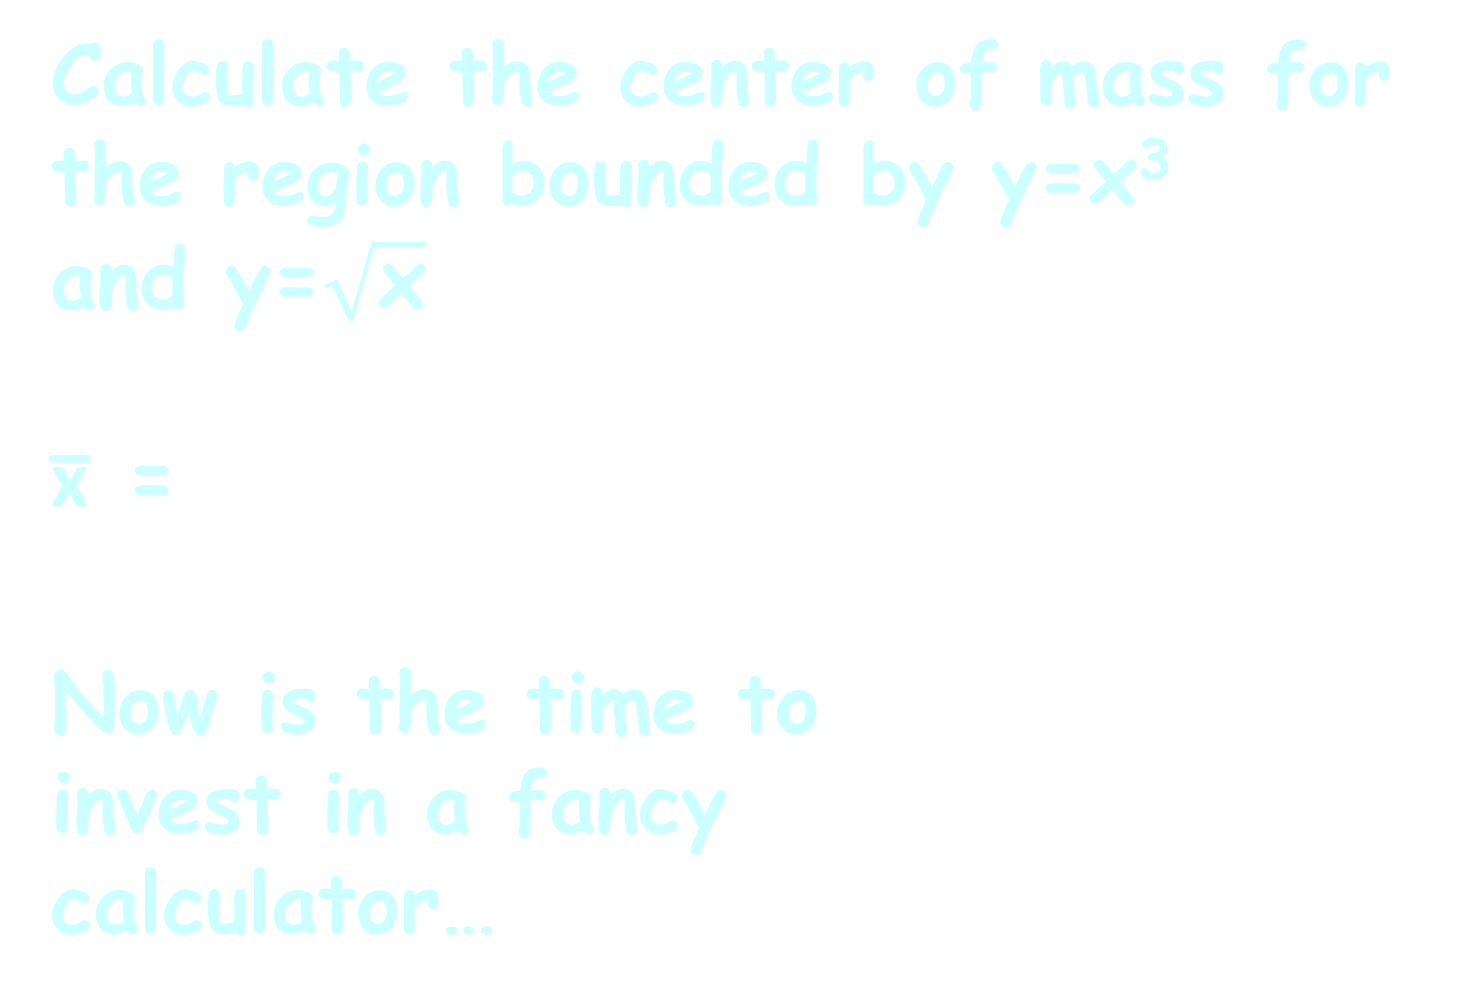 Calculate the center of mass for
the region bounded by y=x³
and y=√x
x̅ =
Now is the time to
invest in a fancy
calculator…